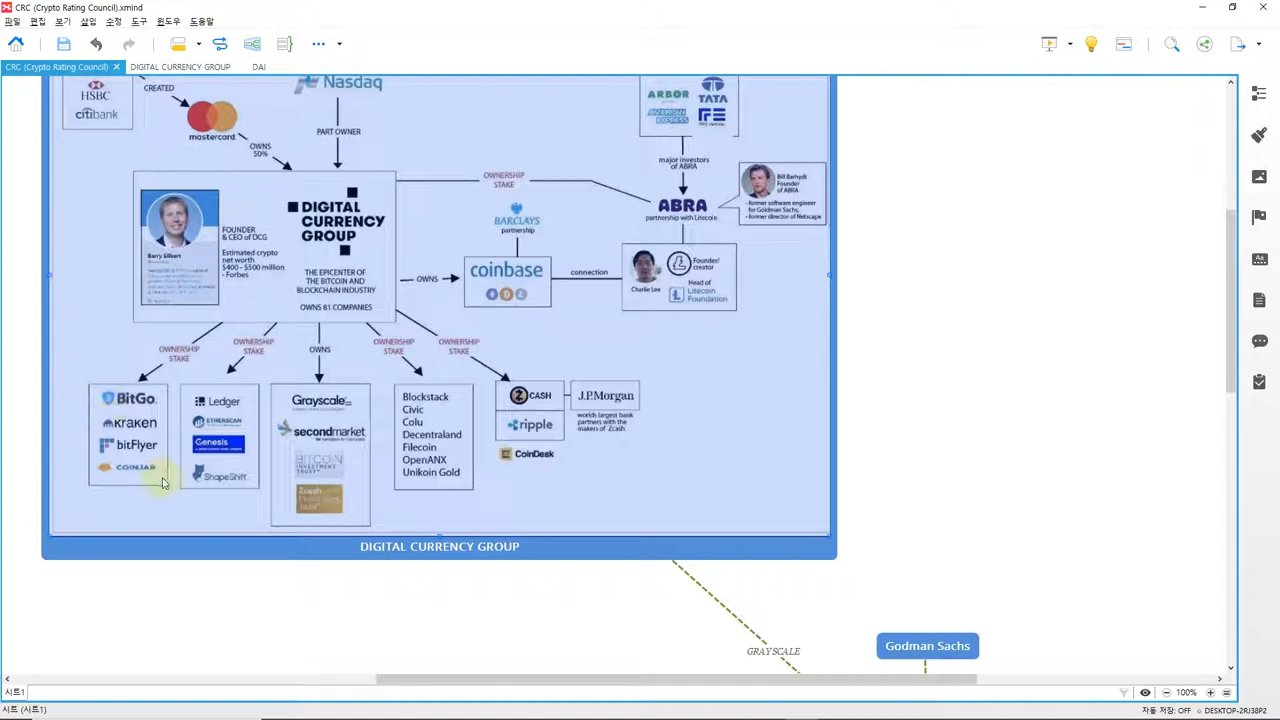 CRC (Crypto Rating Council).xmind
파일 편집 보기 삽입 수정 도구 윈도우 도움말
CRC (Crypto Rating Council) DIGITAL CURRENCY GROUP DAI
HSBC
citibank
CREATED
mastercard
OWNS
50%
Nasdaq
PART OWNER
ARBOR
TATA
AMERICAN
EXPRESS
major investors
of ABRA
OWNERSHIP
STAKE
ABRA
partnership with Litecoin
Bill Barhydt
Founder
of ABRA
- former software engineer
for Goldman Sachs,
- former director of Netscape
Barry Silbert
FOUNDER
& CEO of DCG
Estimated crypto
net worth
$400 - $500 million
- Forbes
DIGITAL
CURRENCY
GROUP
THE EPICENTER OF
THE BITCOIN AND
BLOCKCHAIN INDUSTRY
OWNS 81 COMPANIES
OWNS
BARCLAYS
partnership
coinbase
connection
Charlie Lee
Founder/
creator
Head of
Litecoin
Foundation
OWNERSHIP
STAKE
OWNERSHIP
STAKE
OWNS
OWNERSHIP
STAKE
OWNERSHIP
STAKE
BitGo
kraken
bitFlyer
COINJAR
Ledger
ETHERSCAN
Genesis
ShapeShift
Grayscale
secondmarket
BITCOIN
INVESTMENT
TRUST
Zcash
Blockstack
Civic
Colu
Decentraland
Filecoin
OpenANX
Unikoin Gold
ZCASH
ripple
CoinDesk
J.P.Morgan
worlds largest bank
partners with the
makers of Zcash
DIGITAL CURRENCY GROUP
GRAYSCALE
Godman Sachs
시트1
100%
시트 (시트1)
자동 저장: OFF DESKTOP-2RJ38P2